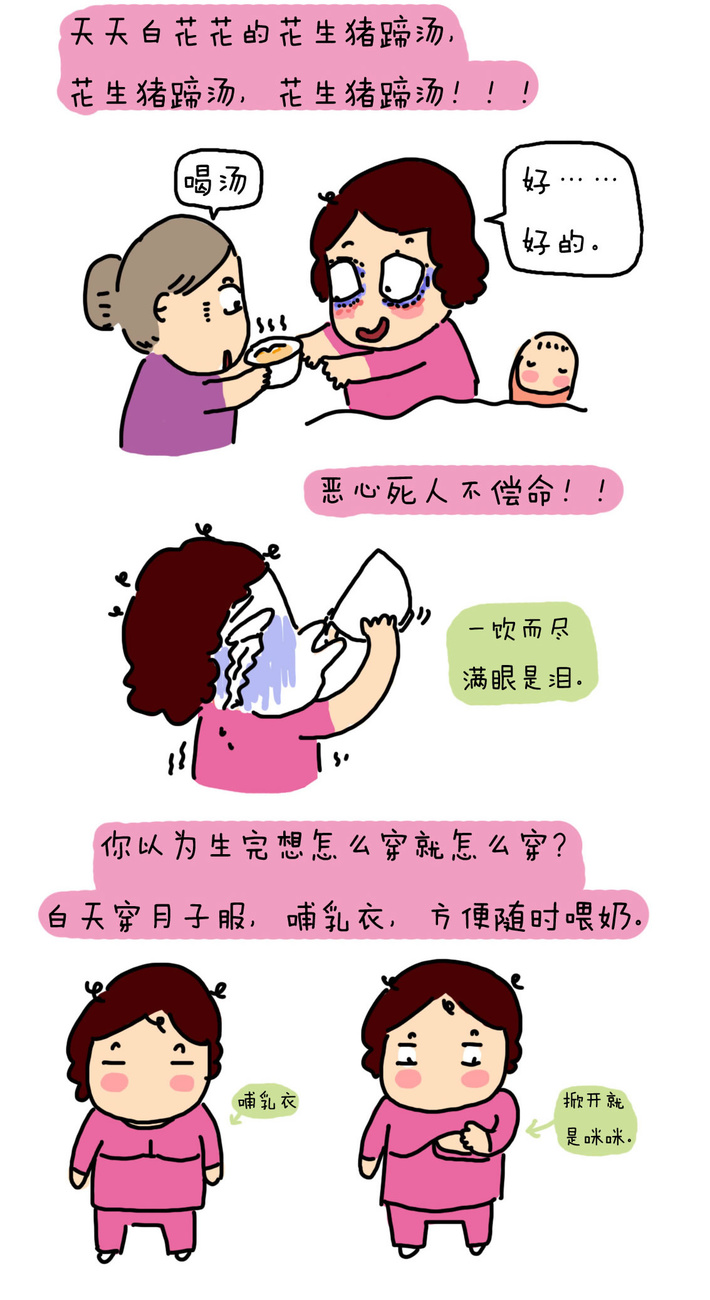 天天白花花的花生猪蹄汤，
花生猪蹄汤，花生猪蹄汤！！！
喝汤
好……
好的。
恶心死人不偿命！！
一饮而尽
满眼是泪。
你以为生完想怎么穿就怎么穿？
白天穿月子服，哺乳衣，方便随时喂奶。
哺乳衣
掀开就
是咪咪。